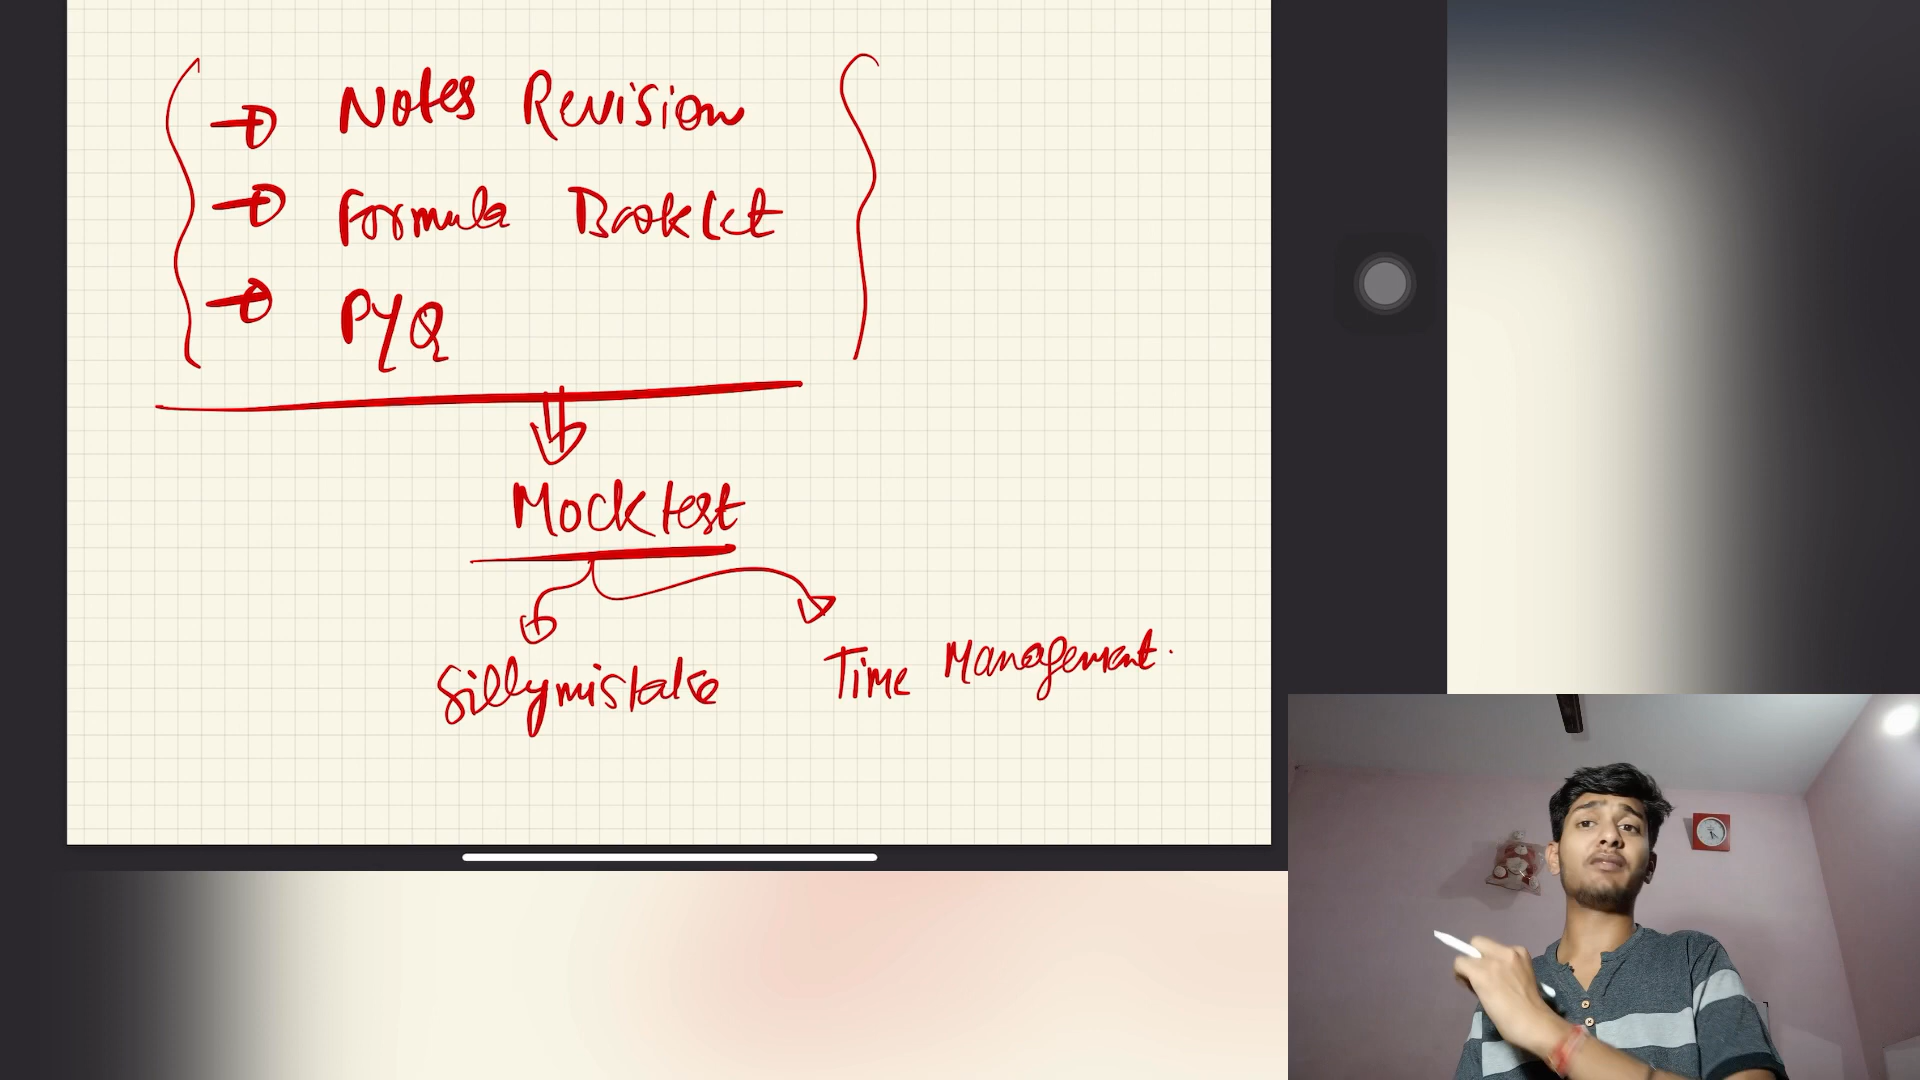 Notes Revision
Formula Booklet
PYQ
Mock test
Silly mistake
Time Management.